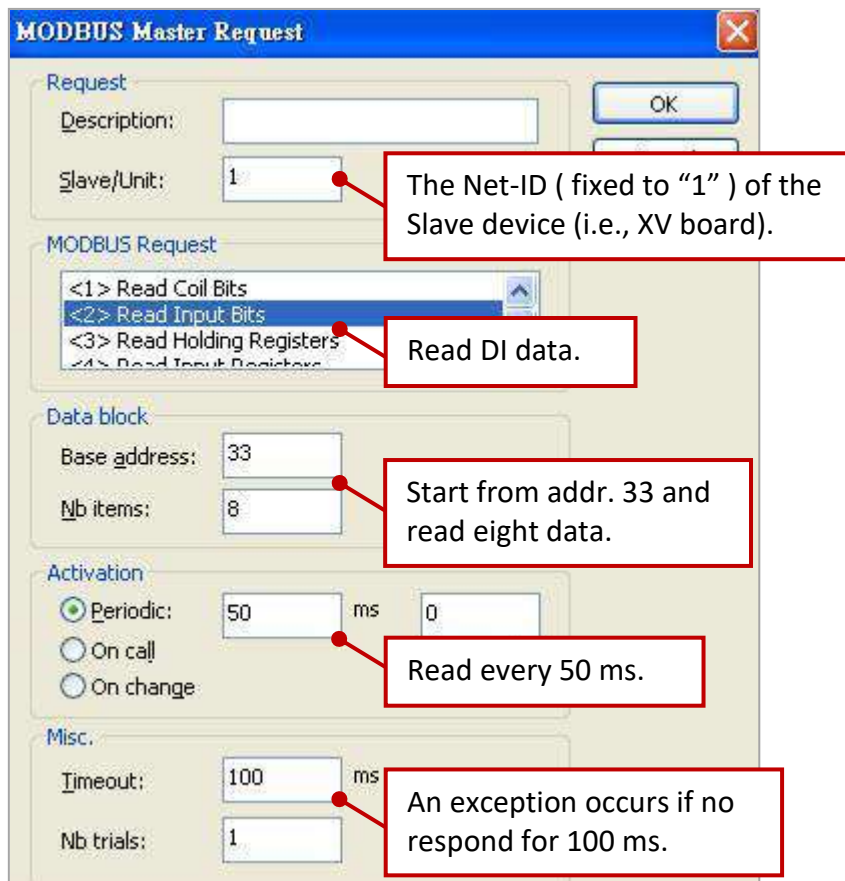 MODBUS Master Request
Request
Description:
OK
Slave/Unit: 1
The Net-ID ( fixed to “1” ) of the
Slave device (i.e., XV board).
MODBUS Request
<1> Read Coil Bits
<2> Read Input Bits
<3> Read Holding Registers
<4> Read Input Registers
Read DI data.
Data block
Base address: 33
Nb items: 8
Start from addr. 33 and
read eight data.
Activation
Periodic: 50 ms 0
On call
On change
Read every 50 ms.
Misc.
Timeout: 100 ms
Nb trials: 1
An exception occurs if no
respond for 100 ms.